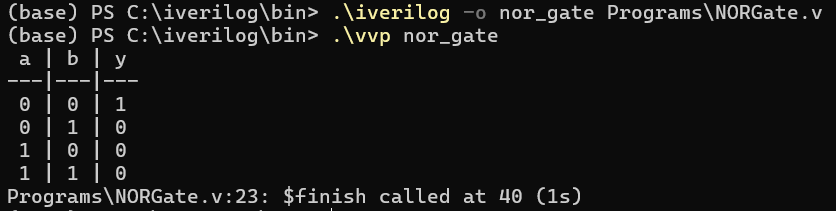 (base) PS C:\iverilog\bin> .\iverilog -o nor_gate Programs\NORGate.v
(base) PS C:\iverilog\bin> .\vvp nor_gate
 a | b | y
---|---|---
 0 | 0 | 1
 0 | 1 | 0
 1 | 0 | 0
 1 | 1 | 0
Programs\NORGate.v:23: $finish called at 40 (1s)